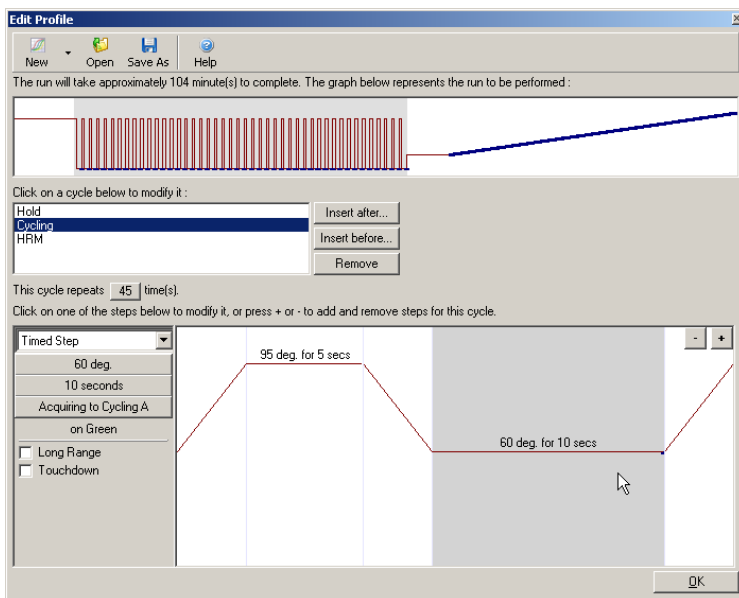 Edit Profile
New Open Save As Help
The run will take approximately 104 minute(s) to complete. The graph below represents the run to be performed :
Click on a cycle below to modify it :
Hold
Cycling
HRM
Insert after...
Insert before...
Remove
This cycle repeats 45 time(s).
Click on one of the steps below to modify it, or press + or - to add and remove steps for this cycle.
Timed Step
- +
60 deg.
10 seconds
Acquiring to Cycling A
on Green
Long Range
Touchdown
95 deg. for 5 secs
60 deg. for 10 secs
OK